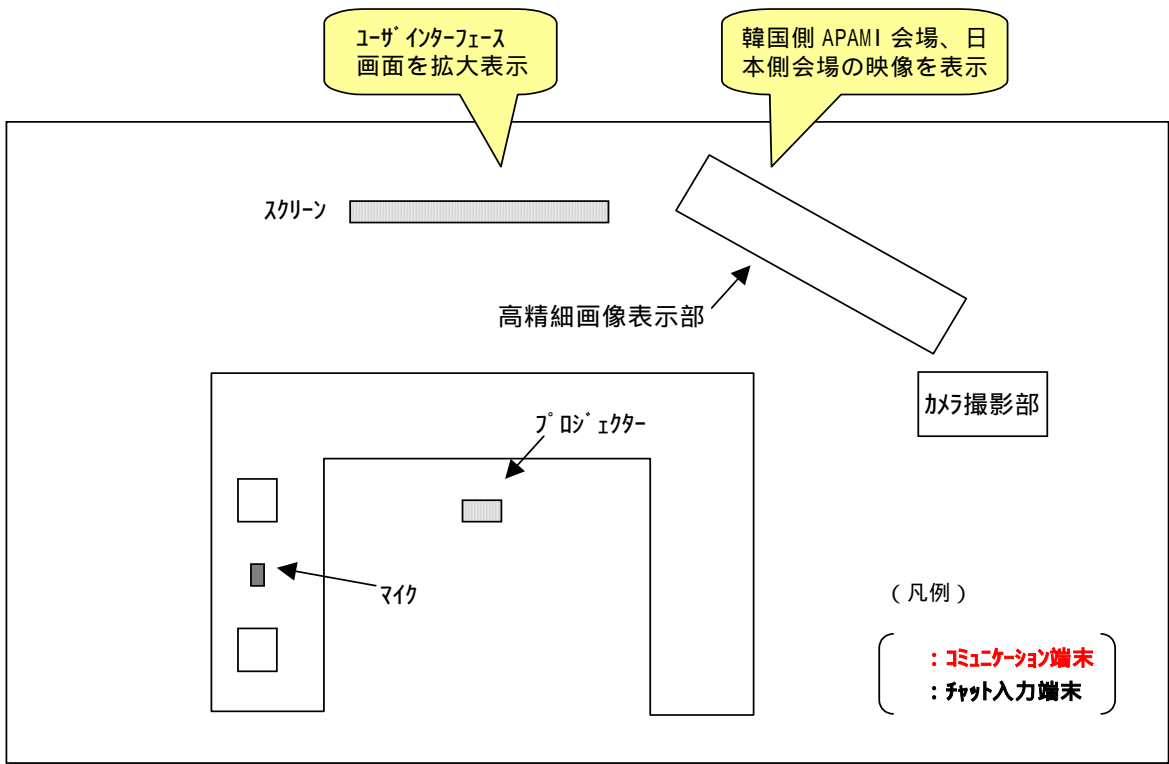 ﾕｰｻﾞｲﾝﾀｰﾌｪｰｽ
画面を拡大表示
韓国側 APAMI 会場、日
本側会場の映像を表示
ｽｸﾘｰﾝ
高精細画像表示部
ｶﾒﾗ撮影部
ﾌﾟﾛｼﾞｪｸﾀｰ
ﾏｲｸ
（凡例）
：ｺﾐｭﾆｹｰｼｮﾝ端末
：ﾁｬｯﾄ入力端末